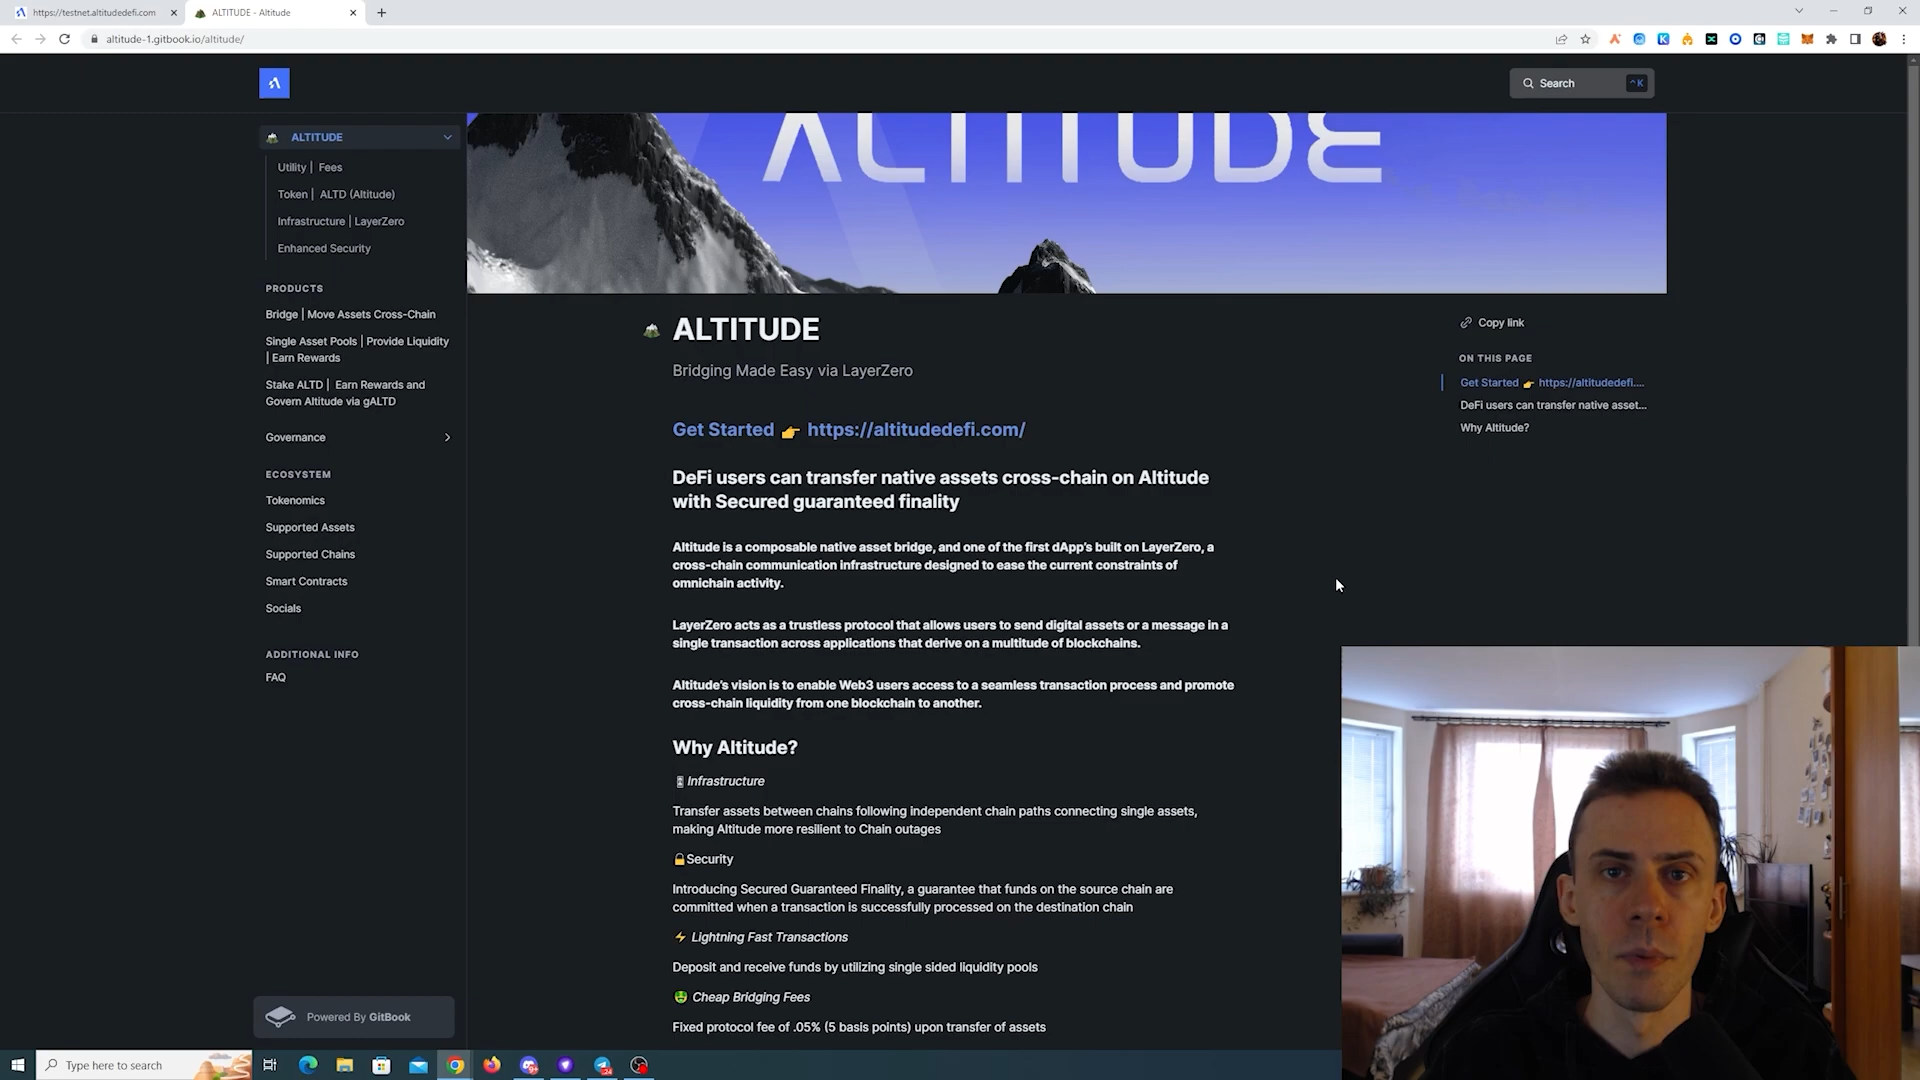 https://testnet.altitudedefi.com
ALTITUDE - Altitude
altitude-1.gitbook.io/altitude/
Search
^K
ALTITUDE
ALTITUDE
Utility | Fees
Token | ALTD (Altitude)
Infrastructure | LayerZero
Enhanced Security
PRODUCTS
Bridge | Move Assets Cross-Chain
Single Asset Pools | Provide Liquidity
| Earn Rewards
Stake ALTD | Earn Rewards and
Govern Altitude via gALTD
Governance
ECOSYSTEM
Tokenomics
Supported Assets
Supported Chains
Smart Contracts
Socials
ADDITIONAL INFO
FAQ
Powered By GitBook
ALTITUDE
Bridging Made Easy via LayerZero
Get Started 👉 https://altitudedefi.com/
DeFi users can transfer native assets cross-chain on Altitude
with Secured guaranteed finality
Altitude is a composable native asset bridge, and one of the first dApp's built on LayerZero, a
cross-chain communication infrastructure designed to ease the current constraints of
omnichain activity.
LayerZero acts as a trustless protocol that allows users to send digital assets or a message in a
single transaction across applications that derive on a multitude of blockchains.
Altitude's vision is to enable Web3 users access to a seamless transaction process and promote
cross-chain liquidity from one blockchain to another.
Why Altitude?
Infrastructure
Transfer assets between chains following independent chain paths connecting single assets,
making Altitude more resilient to Chain outages
🔒Security
Introducing Secured Guaranteed Finality, a guarantee that funds on the source chain are
committed when a transaction is successfully processed on the destination chain
⚡ Lightning Fast Transactions
Deposit and receive funds by utilizing single sided liquidity pools
🤑 Cheap Bridging Fees
Fixed protocol fee of .05% (5 basis points) upon transfer of assets
Copy link
ON THIS PAGE
Get Started 👉 https://altitudedefi....
DeFi users can transfer native asset...
Why Altitude?
Type here to search